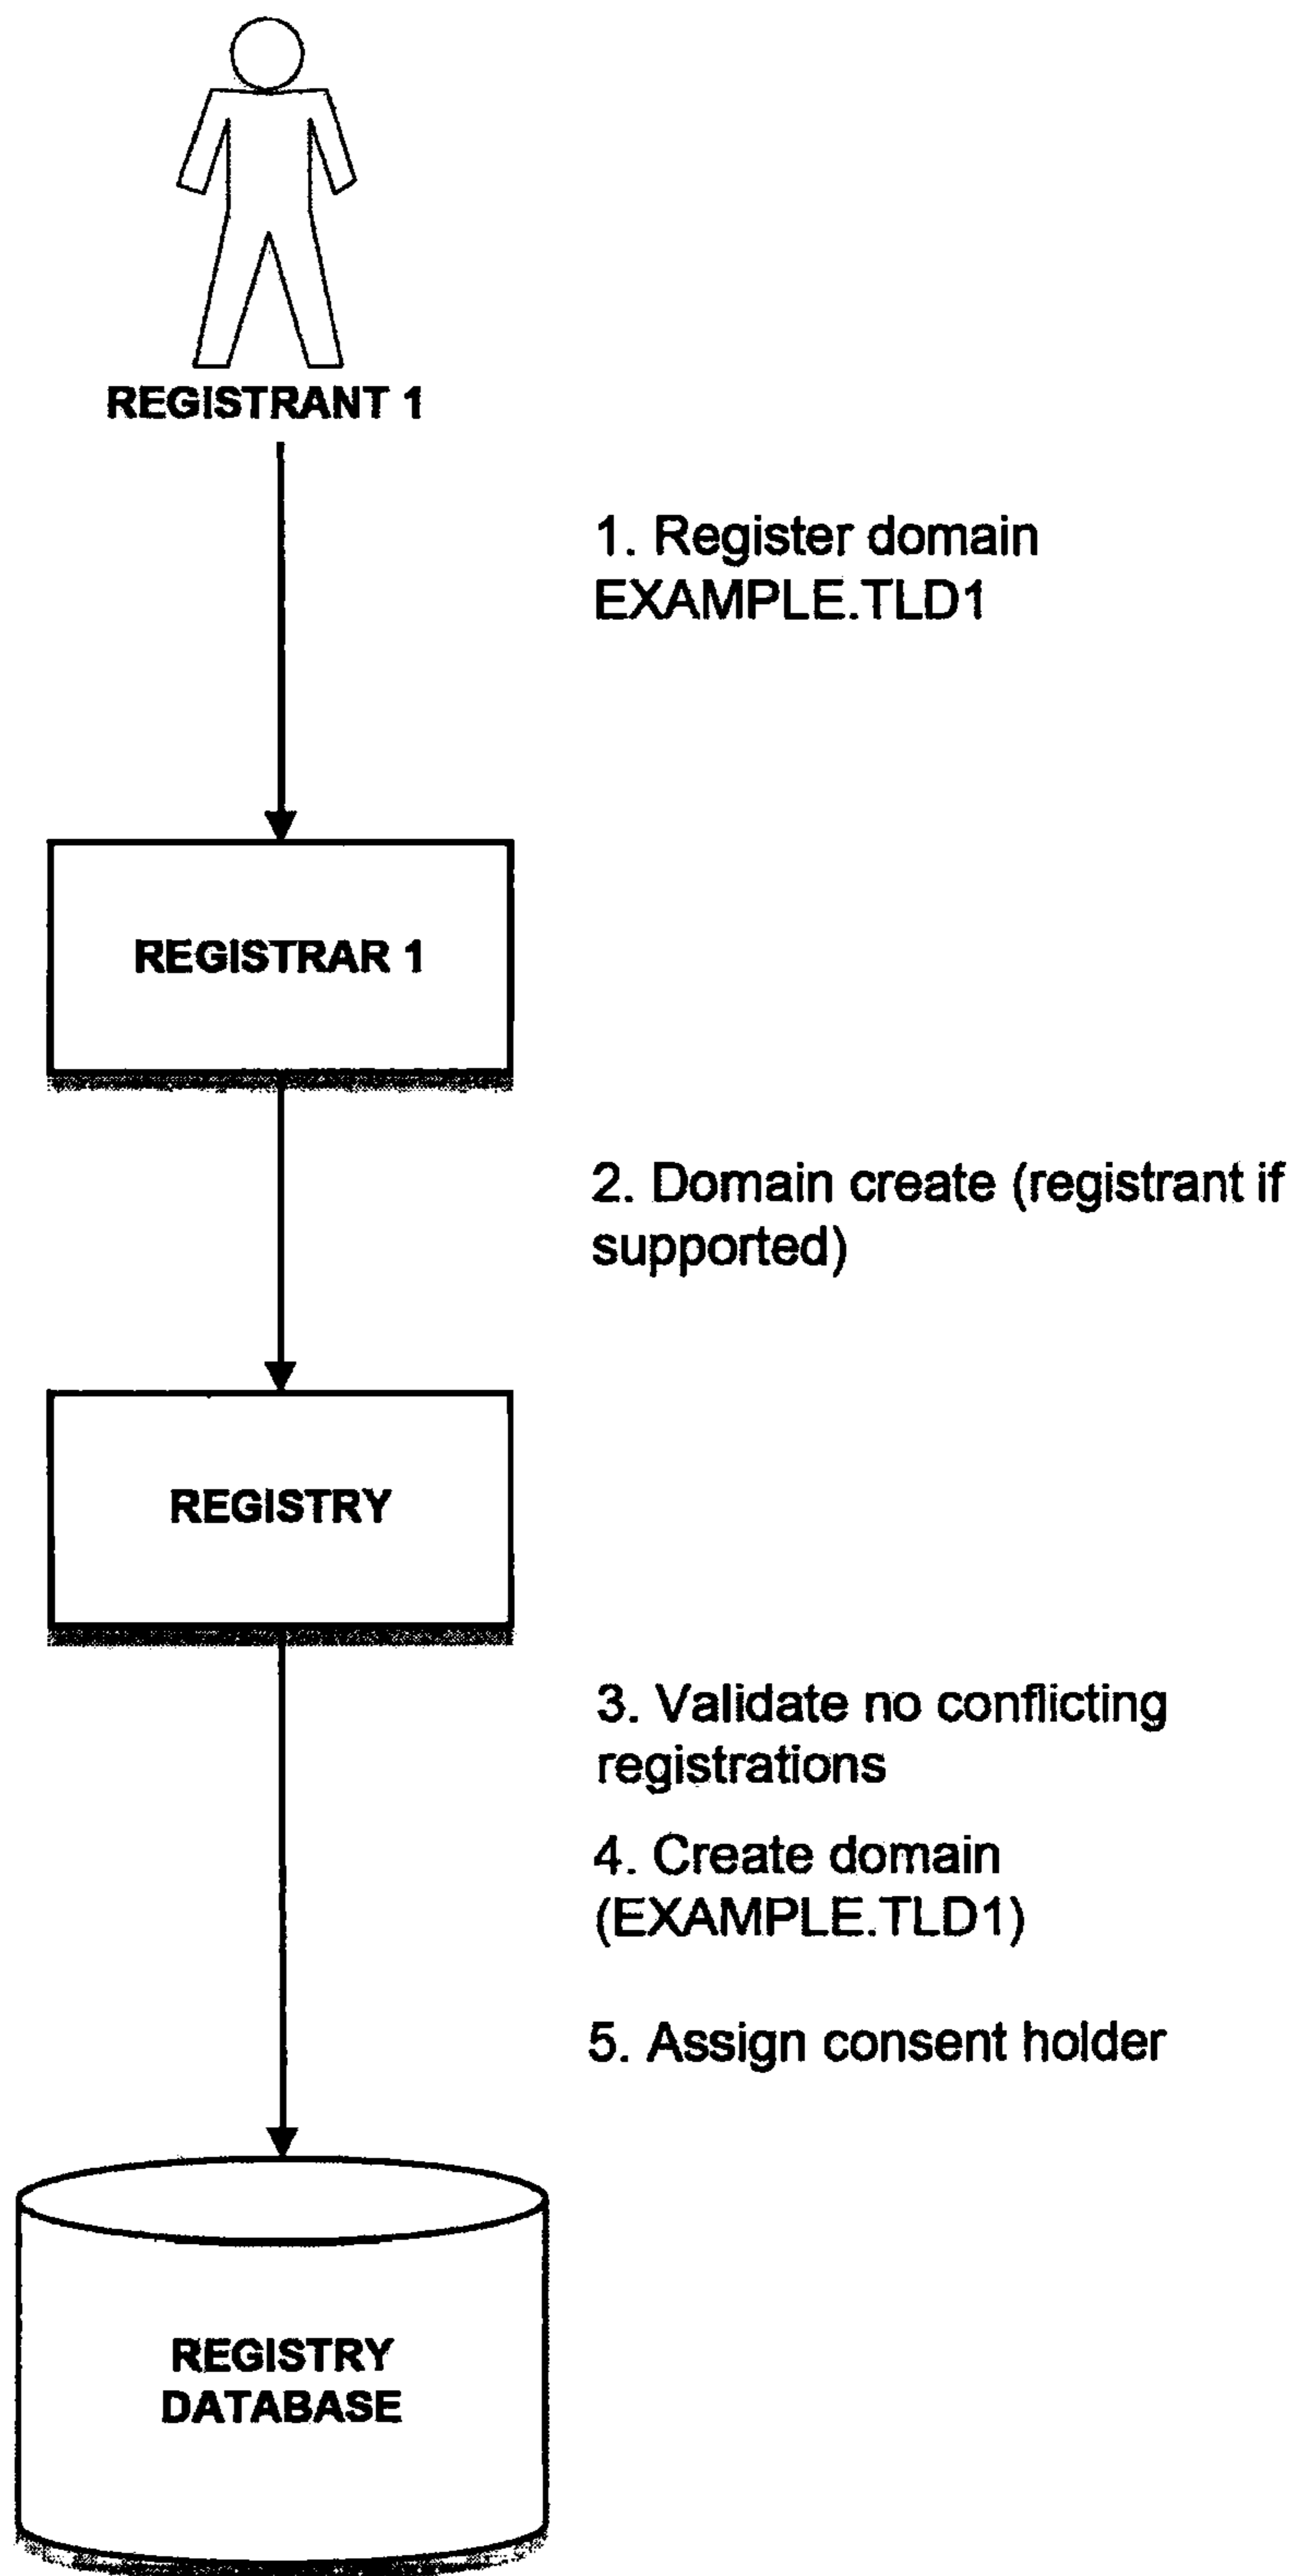 REGISTRANT 1
1. Register domain
EXAMPLE.TLD1
REGISTRAR 1
2. Domain create (registrant if
supported)
REGISTRY
3. Validate no conflicting
registrations
4. Create domain
(EXAMPLE.TLD1)
5. Assign consent holder
REGISTRY
DATABASE